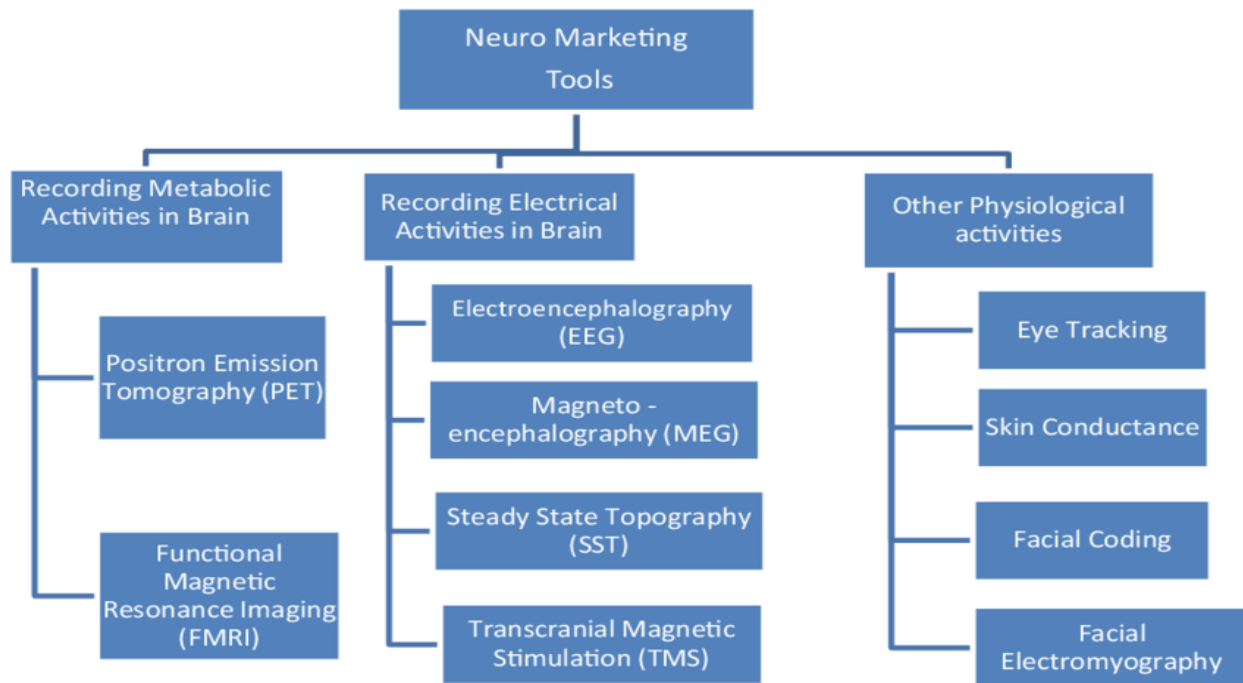 Neuro Marketing
Tools
Recording Metabolic
Activities in Brain
Positron Emission
Tomography (PET)
Functional
Magnetic
Resonance Imaging
(FMRI)
Recording Electrical
Activities in Brain
Electroencephalography
(EEG)
Magneto -
encephalography (MEG)
Steady State Topography
(SST)
Transcranial Magnetic
Stimulation (TMS)
Other Physiological
activities
Eye Tracking
Skin Conductance
Facial Coding
Facial
Electromyography